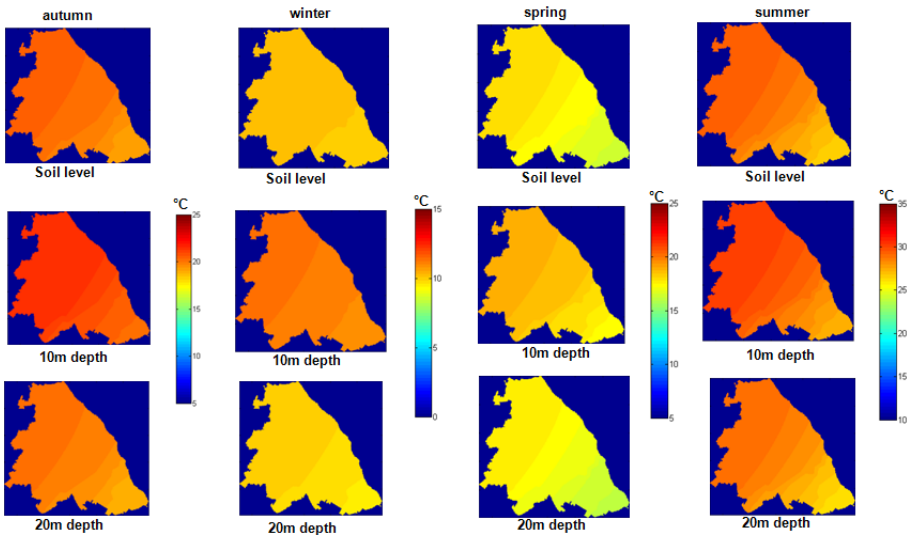 autumn
winter
spring
summer
Soil level
Soil level
Soil level
Soil level
°C
25
20
15
10
5
°C
15
10
5
0
°C
25
20
15
10
5
°C
35
30
25
20
15
10
10m depth
10m depth
10m depth
10m depth
20m depth
20m depth
20m depth
20m depth